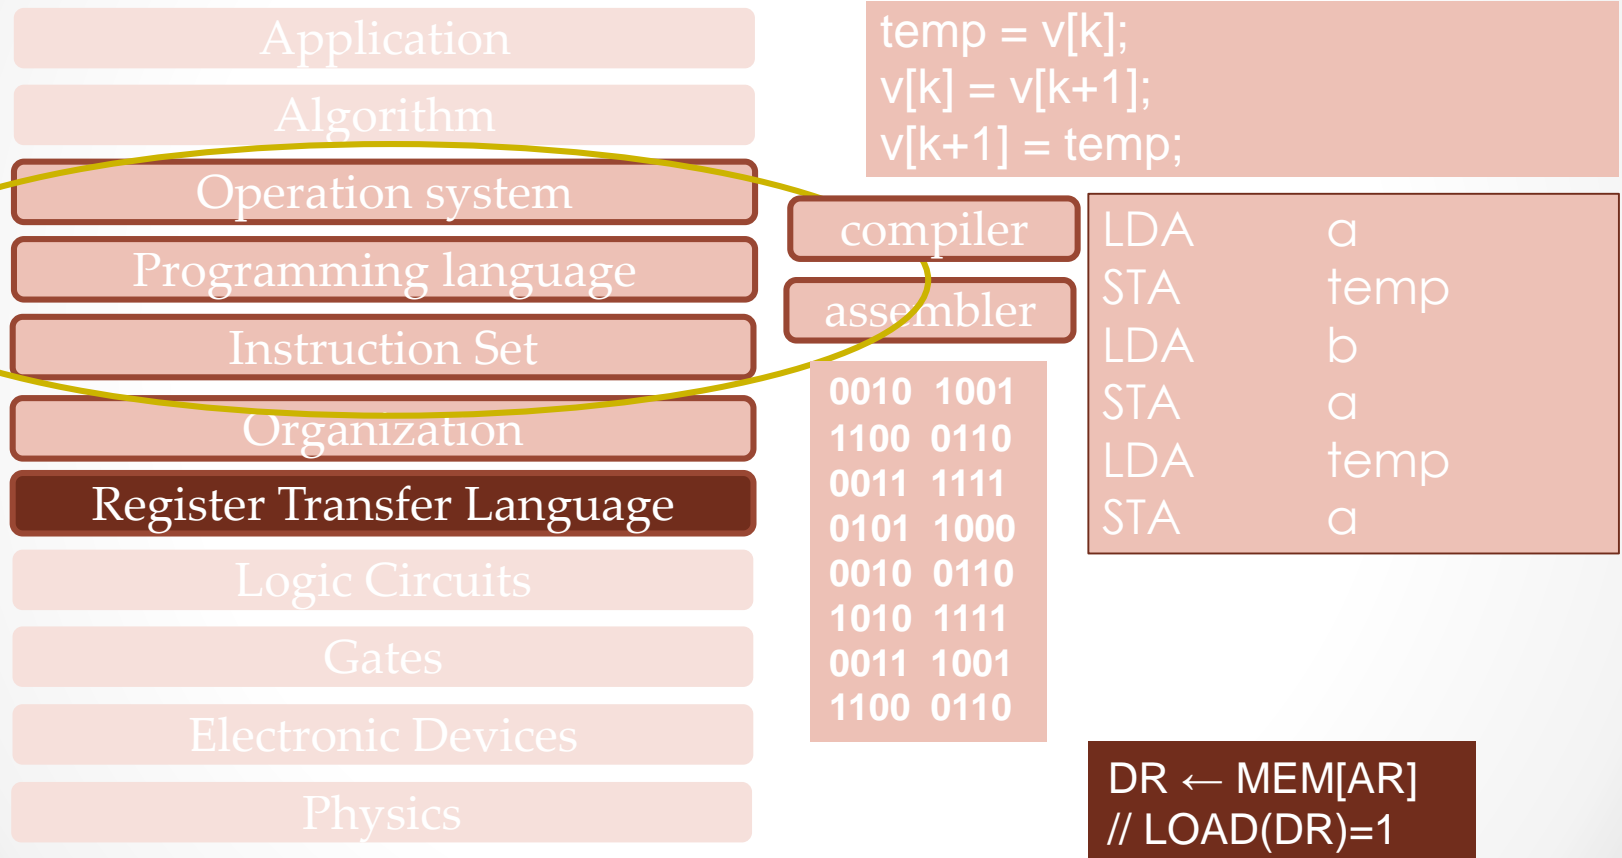 Application
Algorithm
Operation system
Programming language
Instruction Set
Organization
Register Transfer Language
Logic Circuits
Gates
Electronic Devices
Physics
compiler
assembler
0010 1001
1100 0110
0011 1111
0101 1000
0010 0110
1010 1111
0011 1001
1100 0110
temp = v[k];
v[k] = v[k+1];
v[k+1] = temp;
LDA a
STA temp
LDA b
STA a
LDA temp
STA a
DR ← MEM[AR]
// LOAD(DR)=1